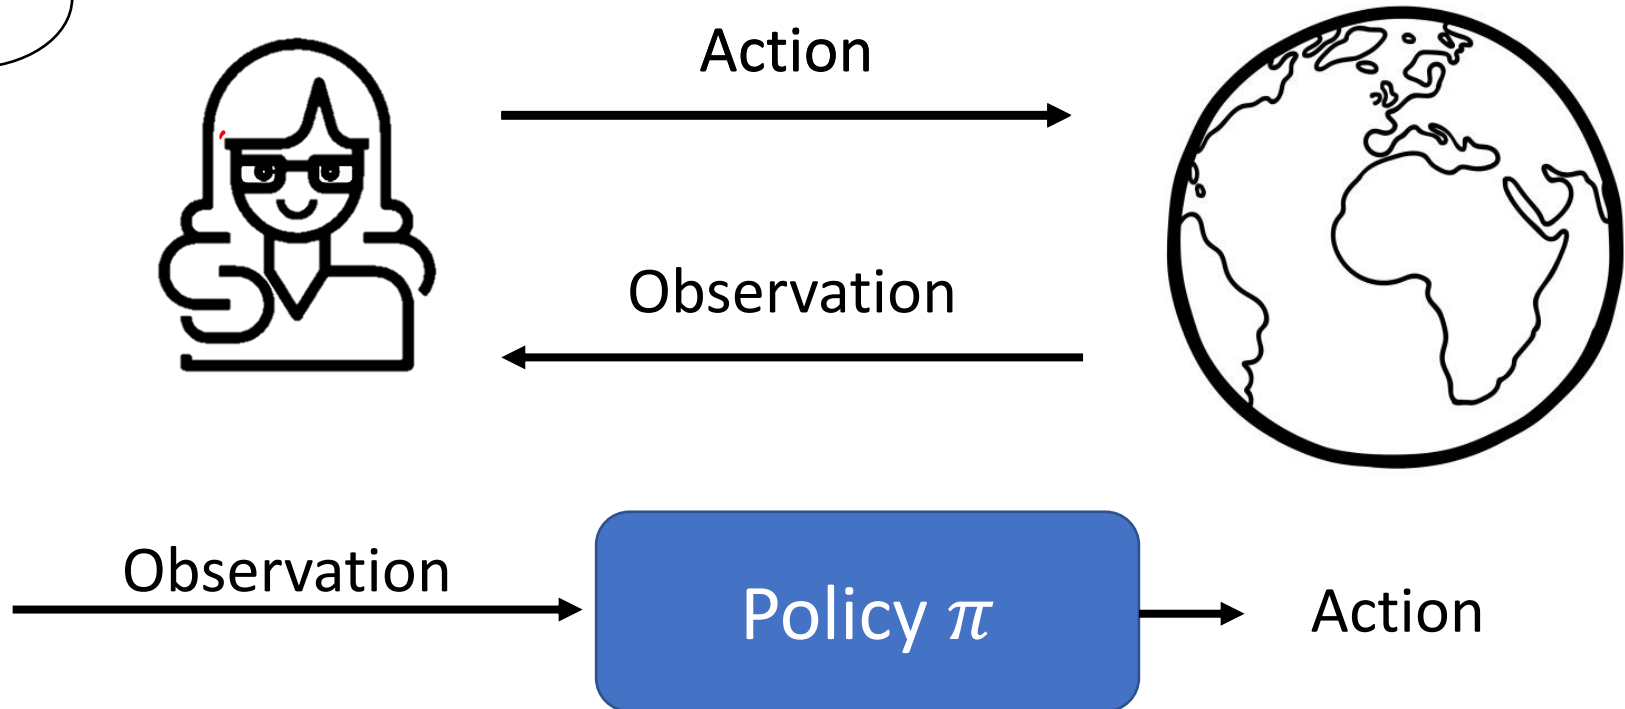 Action
Observation
Observation
Policy π
Action